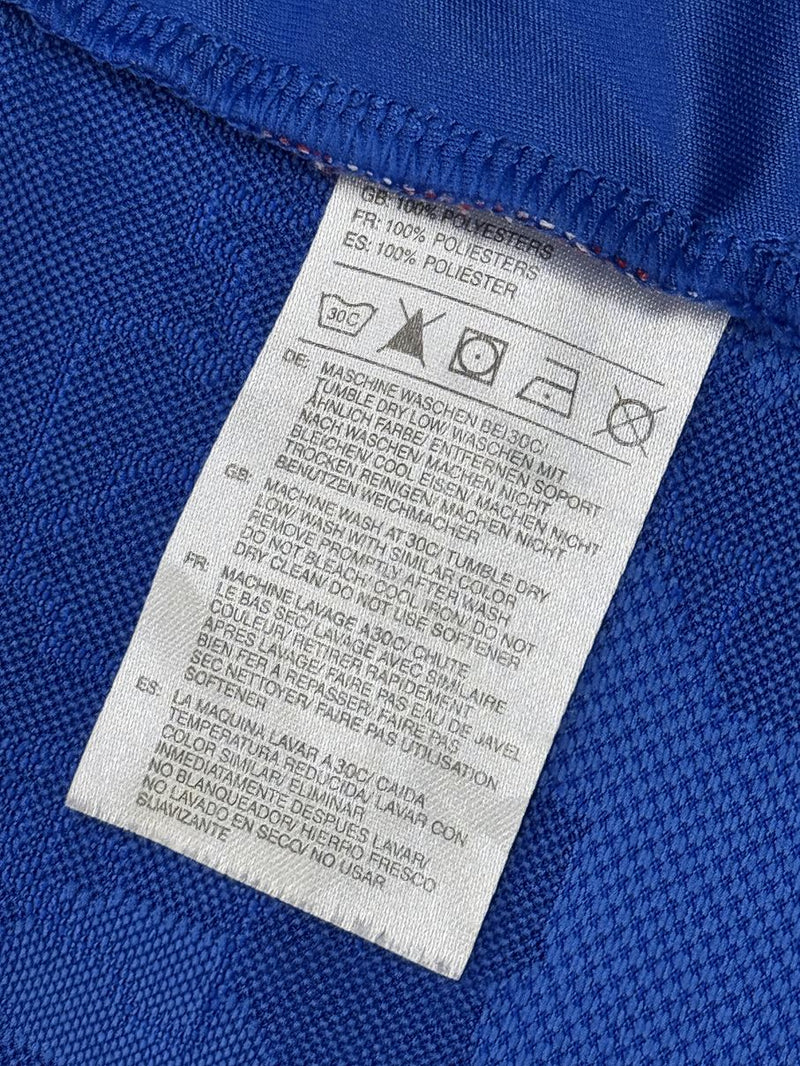 GB: 100% POLYESTERS
FR: 100% POLIESTERS
ES: 100% POLIESTER
30C
DE: MASCHINE WASCHEN BEI 30C/
TUMBLE DRY LOW/ WASCHEN MIT
ÄHNLICH FARBE/ ENTFERNEN SOPORT
NACH WASCHEN/ MACHEN NICHT
BLEICHEN/ COOL EISEN/ MACHEN NICHT
TROCKEN REINIGEN/ MACHEN NICHT
BENUTZEN WEICHMACHER
GB: MACHINE WASH AT 30C/ TUMBLE DRY
LOW/ WASH WITH SIMILAR COLOR
REMOVE PROMPTLY AFTER WASH
DO NOT BLEACH/ COOL IRON/ DO NOT
DRY CLEAN/ DO NOT USE SOFTENER
FR: MACHINE LAVAGE A 30C/ CHUTE
LE BAS SEC/ LAVAGE AVEC SIMILAIRE
COULEUR/ RETIRER RAPIDEMENT
APRES LAVAGE/ FAIRE PAS EAU DE JAVEL
BIEN FER A REPASSER/ FAIRE PAS
SEC NETTOYER/ FAIRE PAS UTILISATION
SOFTENER
ES: LA MAQUINA LAVAR A 30C/ CAIDA
TEMPERATURA REDUCIDA/ LAVAR CON
COLOR SIMILAR/ ELIMINAR
INMEDIATAMENTE DESPUES LAVAR/
NO BLANQUEADOR/ HIERRO FRESCO
NO LAVADO EN SECO/ NO USAR
SUAVIZANTE